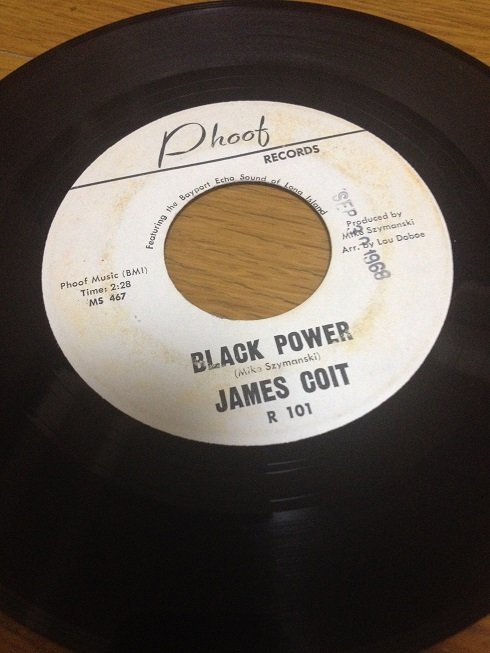 Phoof
RECORDS
Featuring the Bayport Echo Sound of Long Island
Phoof Music (BMI)
Time: 2:28
MS 467
Produced by
Mike Szymanski
Arr. by Lou Doboe
SEP 1968
BLACK POWER
(Mike Szymanski)
JAMES COIT
R 101